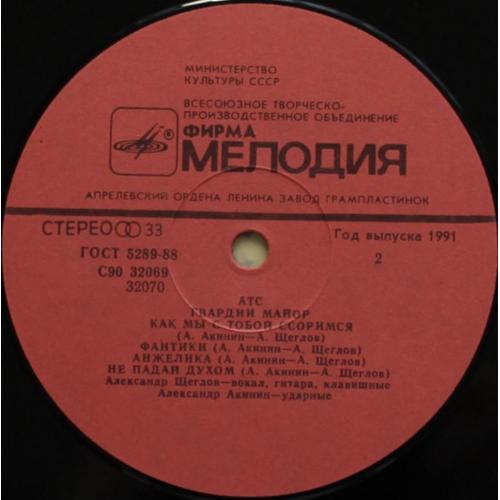 МИНИСТЕРСТВО
КУЛЬТУРЫ СССР
ВСЕСОЮЗНОЕ ТВОРЧЕСКО-
ПРОИЗВОДСТВЕННОЕ ОБЪЕДИНЕНИЕ
ФИРМА
МЕЛОДИЯ
®
АПРЕЛЕВСКИЙ ОРДЕНА ЛЕНИНА ЗАВОД ГРАМПЛАСТИНОК
СТЕРЕО 33
Год выпуска 1991
ГОСТ 5289-88
2
С90 32069
32070
АТС
ГВАРДИИ МАЙОР
КАК МЫ С ТОБОЙ ССОРИМСЯ
(А. Акинин—А. Щеглов)
ФАНТИКИ (А. Акинин—А. Щеглов)
АНЖЕЛИКА (А. Акинин—А. Щеглов)
НЕ ПАДАЙ ДУХОМ (А. Акинин—А. Щеглов)
Александр Щеглов—вокал, гитара, клавишные
Александр Акинин—ударные